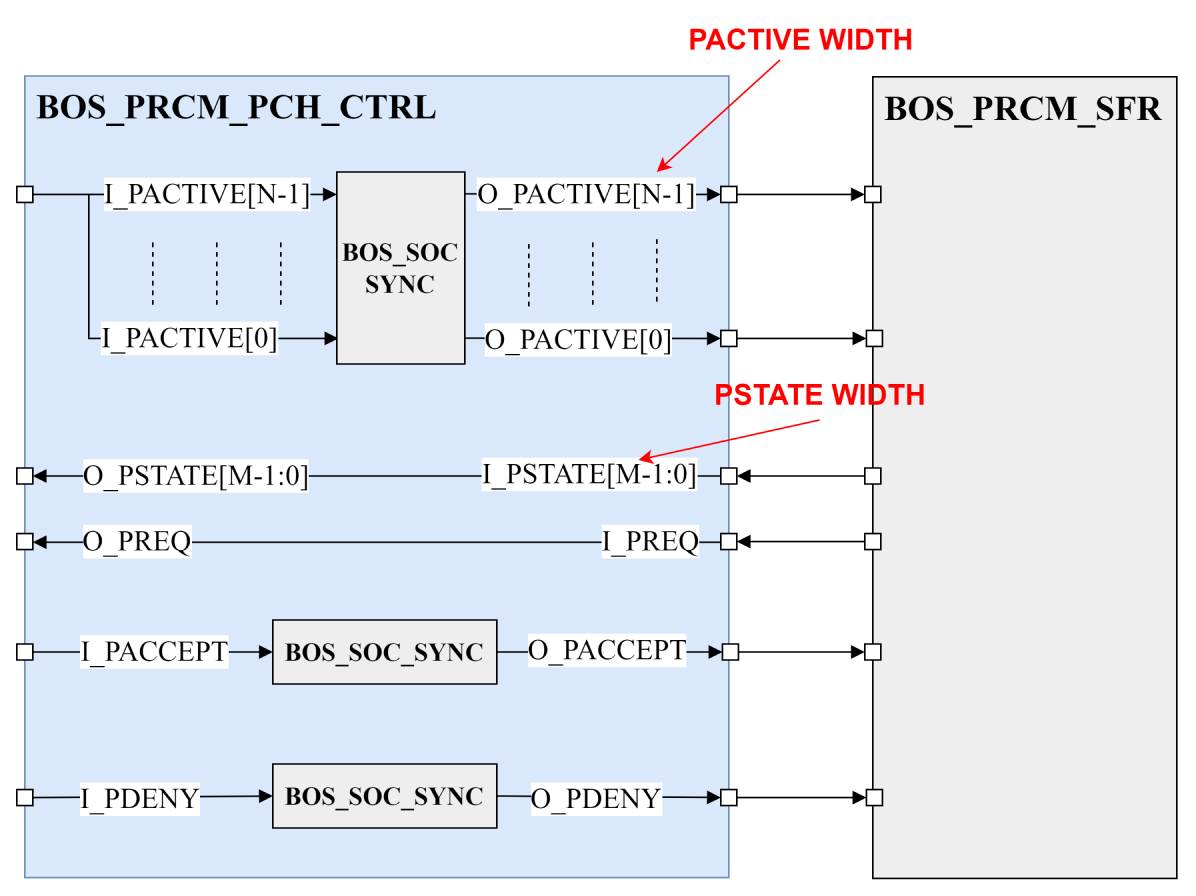 PACTIVE WIDTH
BOS_PRCM_PCH_CTRL
BOS_PRCM_SFR
I_PACTIVE[N-1]
O_PACTIVE[N-1]
BOS_SOC
SYNC
I_PACTIVE[0]
O_PACTIVE[0]
PSTATE WIDTH
O_PSTATE[M-1:0]
I_PSTATE[M-1:0]
O_PREQ
I_PREQ
I_PACCEPT
BOS_SOC_SYNC
O_PACCEPT
I_PDENY
BOS_SOC_SYNC
O_PDENY